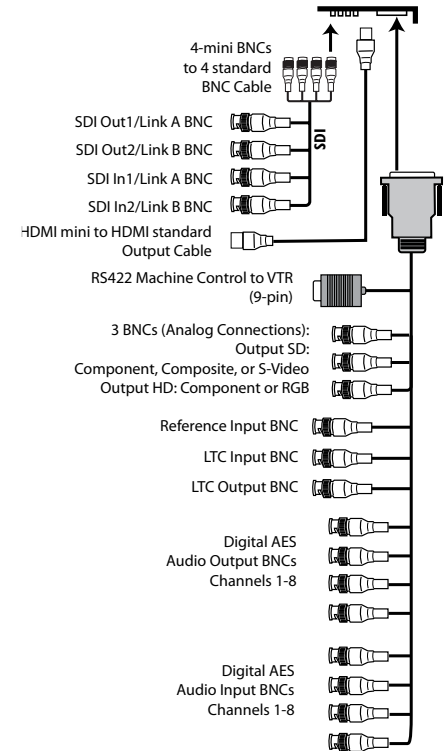 4-mini BNCs
to 4 standard
BNC Cable
SDI Out1/Link A BNC
SDI Out2/Link B BNC
SDI
SDI In1/Link A BNC
SDI In2/Link B BNC
HDMI mini to HDMI standard
Output Cable
RS422 Machine Control to VTR
(9-pin)
3 BNCs (Analog Connections):
Output SD:
Component, Composite, or S-Video
Output HD: Component or RGB
Reference Input BNC
LTC Input BNC
LTC Output BNC
Digital AES
Audio Output BNCs
Channels 1-8
Digital AES
Audio Input BNCs
Channels 1-8